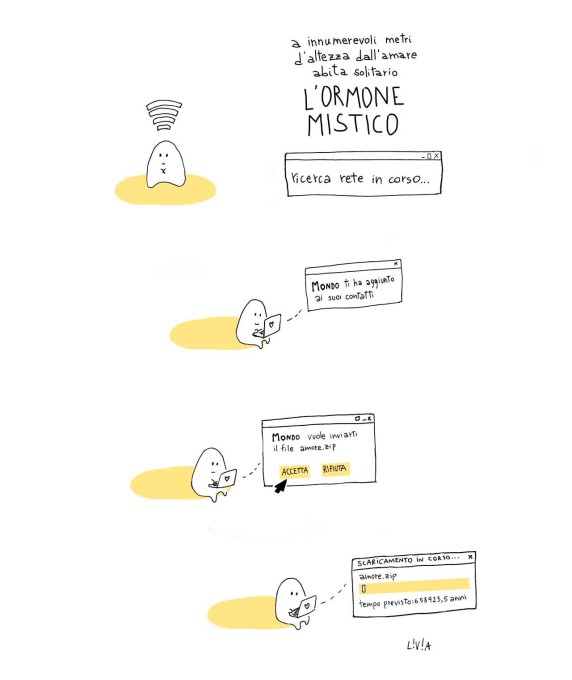 a innumerevoli metri
d'altezza dall'amare
abita solitario
L'ORMONE
MISTICO
ricerca rete in corso...
MONDO ti ha aggiunto
ai suoi contatti
MONDO vuole inviarti
il file amore.zip
ACCETTA RIFIUTA
SCARICAMENTO IN CORSO...
amore.zip
tempo previsto: 658923,5 anni
L!V!A